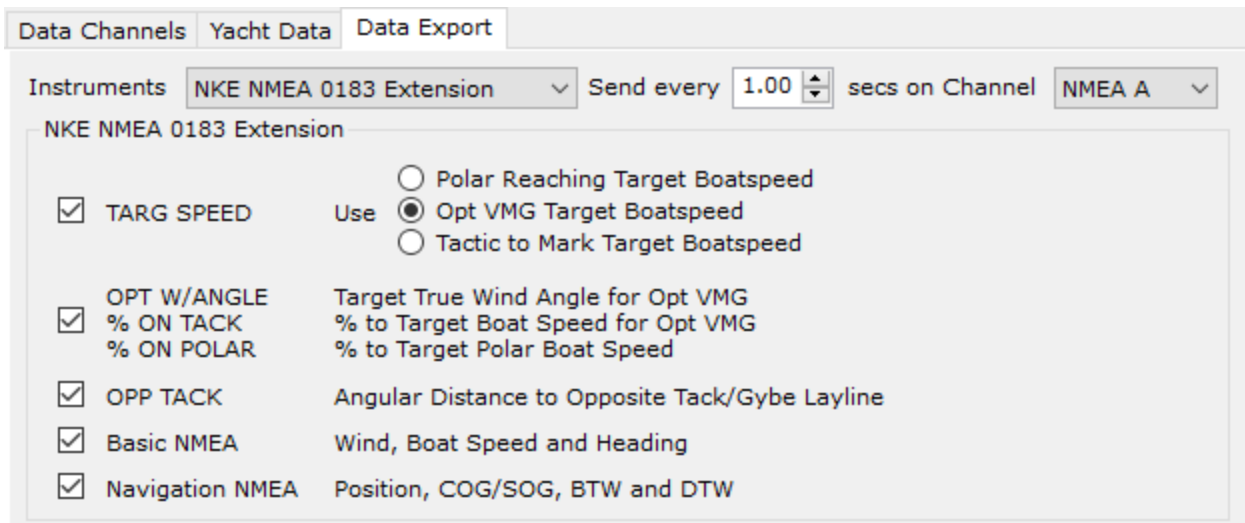 Data Channels Yacht Data Data Export
Instruments NKE NMEA 0183 Extension Send every 1.00 secs on Channel NMEA A
NKE NMEA 0183 Extension
Polar Reaching Target Boatspeed
TARG SPEED Use Opt VMG Target Boatspeed
Tactic to Mark Target Boatspeed
OPT W/ANGLE Target True Wind Angle for Opt VMG
% ON TACK % to Target Boat Speed for Opt VMG
% ON POLAR % to Target Polar Boat Speed
OPP TACK Angular Distance to Opposite Tack/Gybe Layline
Basic NMEA Wind, Boat Speed and Heading
Navigation NMEA Position, COG/SOG, BTW and DTW